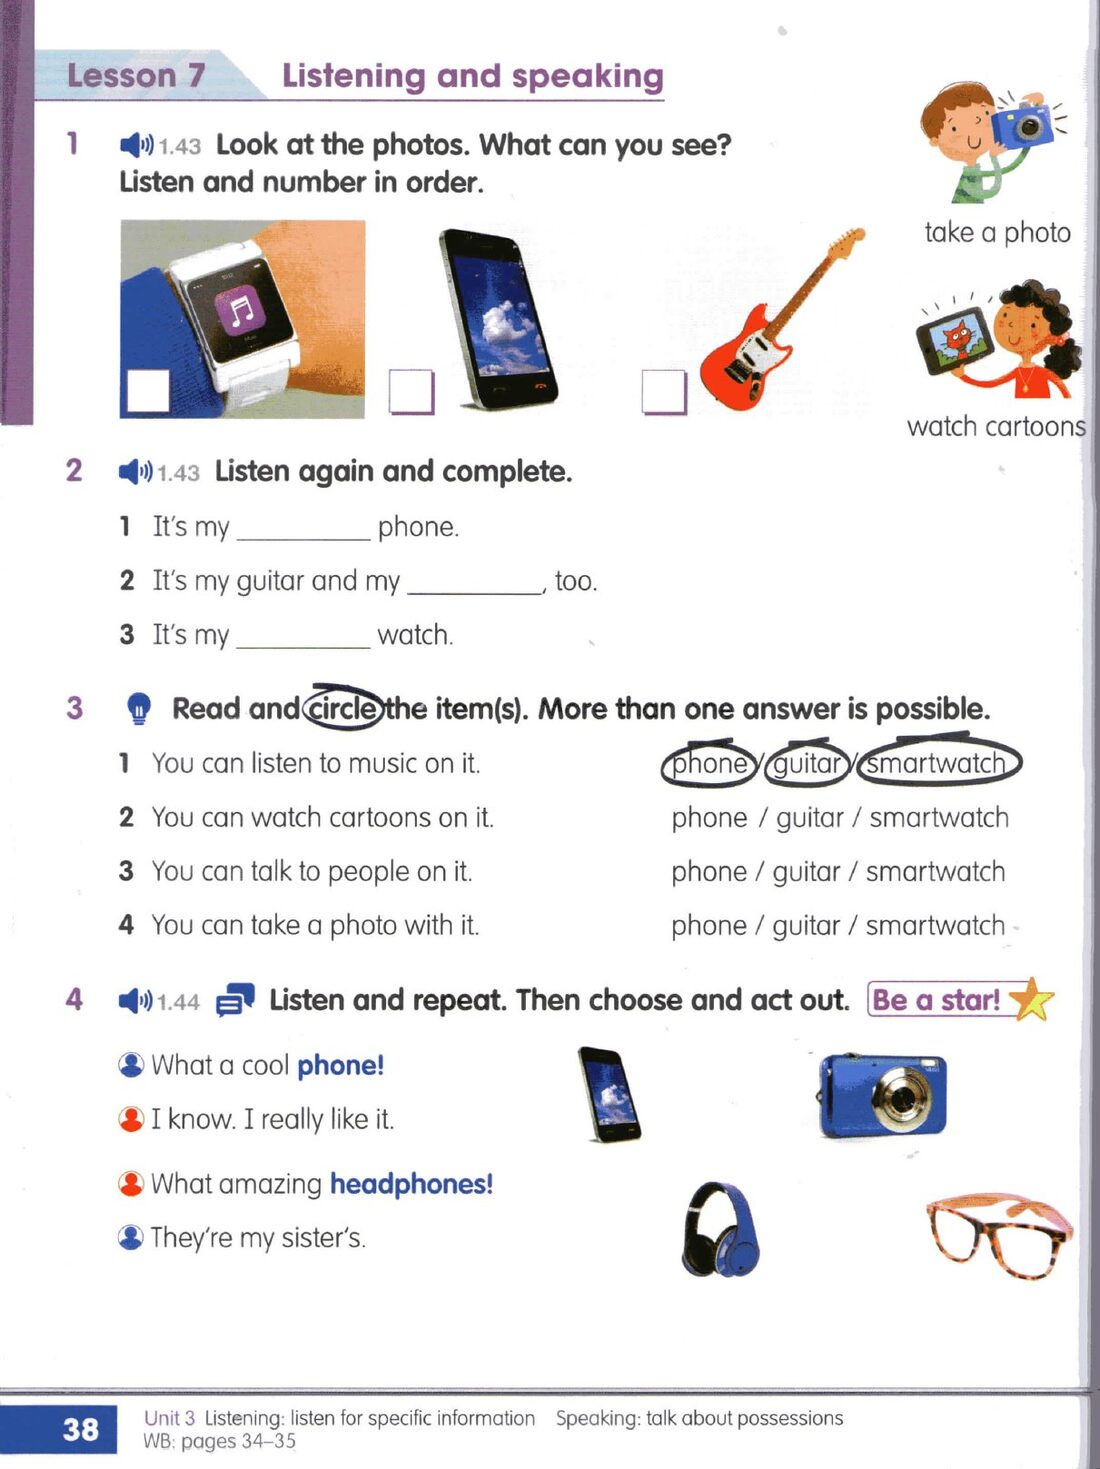 Lesson 7 Listening and speaking
1 1.43 Look at the photos. What can you see?
Listen and number in order.
take a photo
watch cartoons
2 1.43 Listen again and complete.
1 It's my __________ phone.
2 It's my guitar and my __________, too.
3 It's my __________ watch.
3 Read and circle the item(s). More than one answer is possible.
1 You can listen to music on it. phone / guitar / smartwatch
2 You can watch cartoons on it. phone / guitar / smartwatch
3 You can talk to people on it. phone / guitar / smartwatch
4 You can take a photo with it. phone / guitar / smartwatch
4 1.44 Listen and repeat. Then choose and act out. Be a star!
What a cool phone!
I know. I really like it.
What amazing headphones!
They're my sister's.
38 Unit 3 Listening: listen for specific information Speaking: talk about possessions
WB: pages 34–35